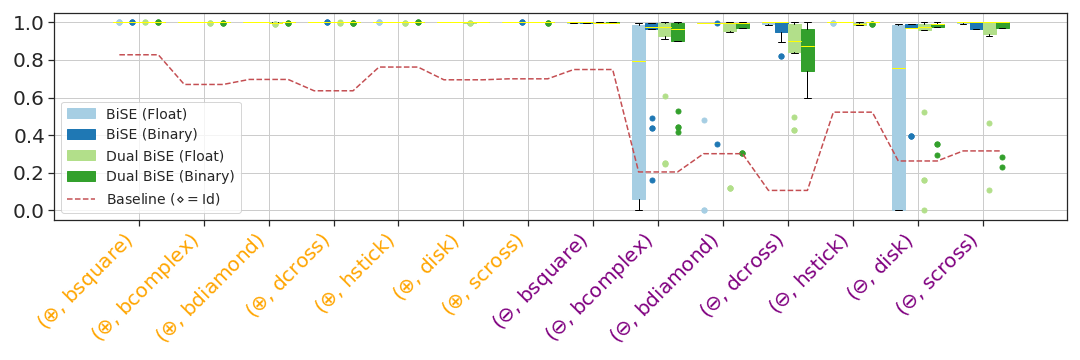 1.0
0.8
0.6
0.4
0.2
0.0
BiSE (Float)
BiSE (Binary)
Dual BiSE (Float)
Dual BiSE (Binary)
Baseline (⋄ = Id)
(⊕, bsquare)
(⊕, bcomplex)
(⊕, bdiamond)
(⊕, dcross)
(⊕, hstick)
(⊕, disk)
(⊕, scross)
(⊖, bsquare)
(⊖, bcomplex)
(⊖, bdiamond)
(⊖, dcross)
(⊖, hstick)
(⊖, disk)
(⊖, scross)